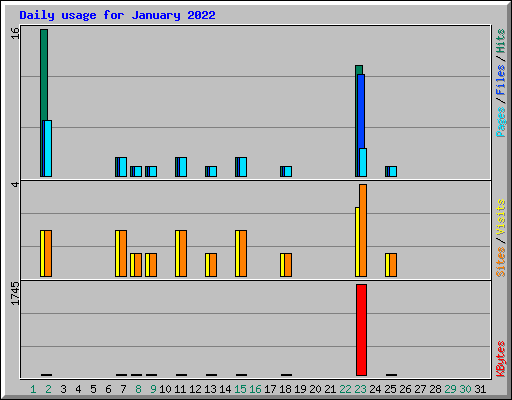 Daily usage for January 2022
16
Pages/Files/Hits
4
Sites/Visits
1745
KBytes
1 2 3 4 5 6 7 8 9 10 11 12 13 14 15 16 17 18 19 20 21 22 23 24 25 26 27 28 29 30 31